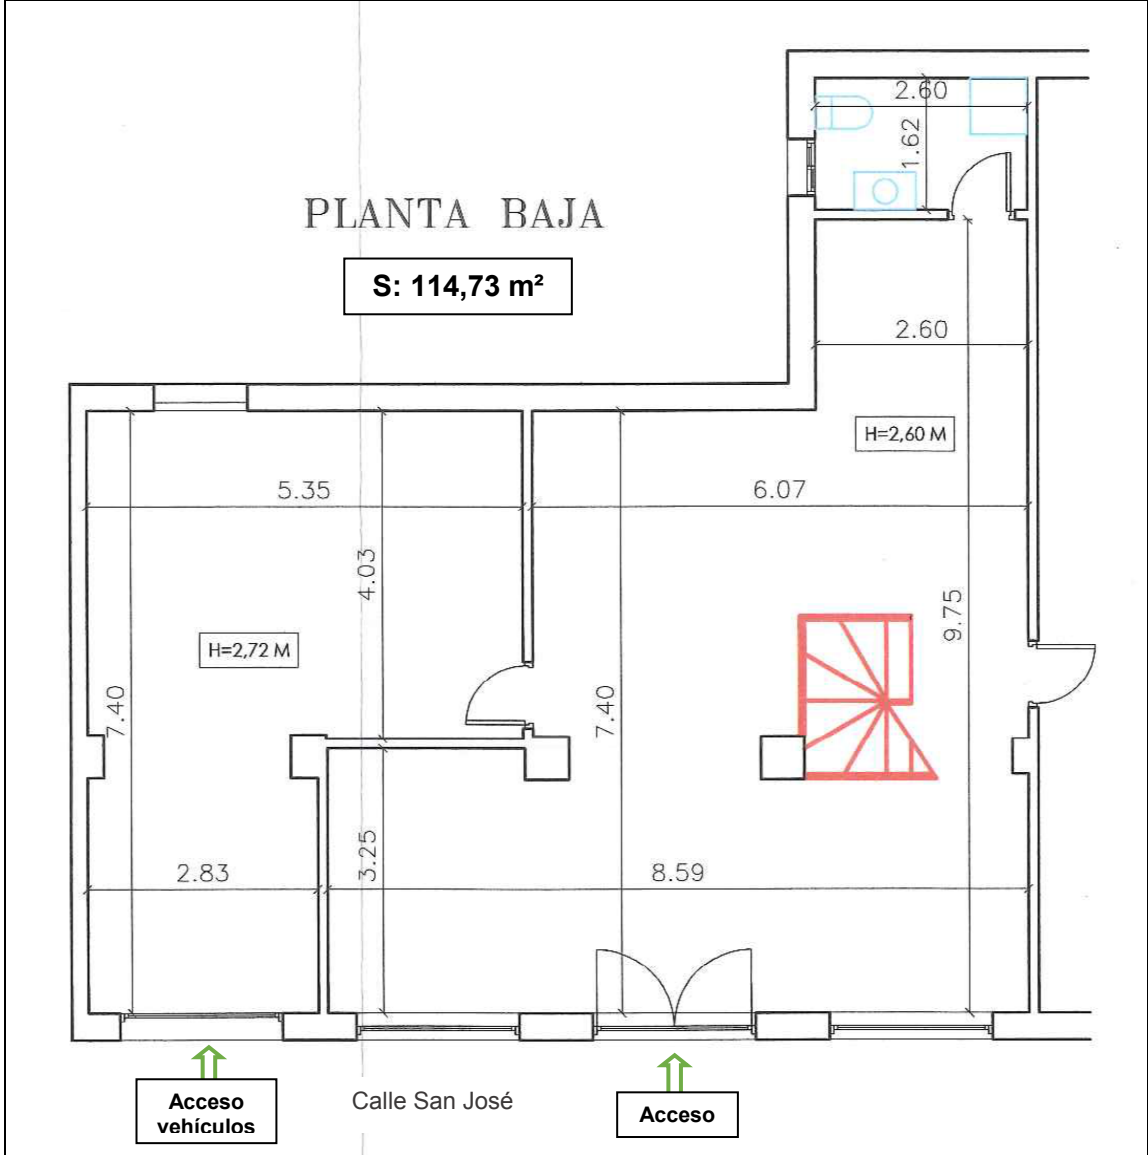 2.60
1.62
PLANTA BAJA
S: 114,73 m²
2.60
H=2,60 M
5.35
6.07
4.03
9.75
H=2,72 M
7.40
7.40
3.25
2.83
8.59
Acceso
vehículos
Calle San José
Acceso